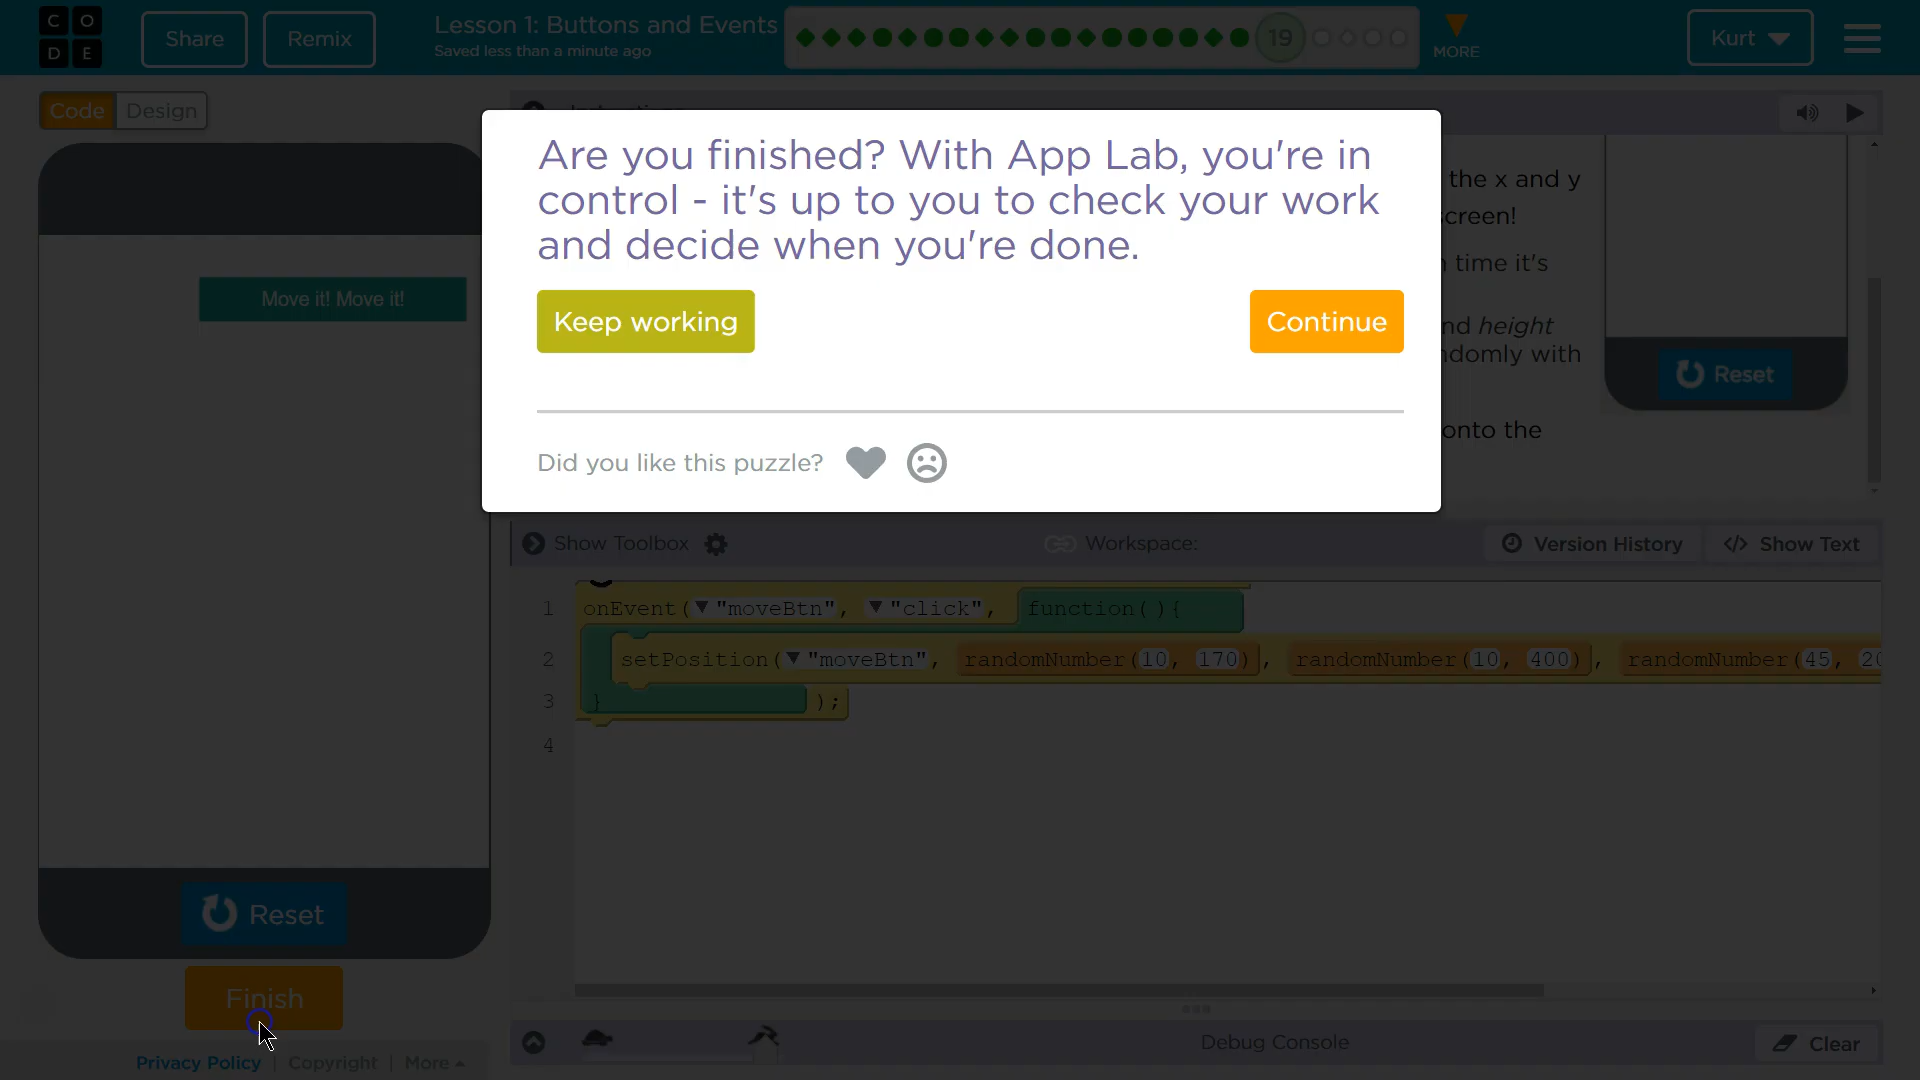 C O
D E
Share
Remix
Lesson 1: Buttons and Events
Saved less than a minute ago
19
MORE
Kurt
Code
Design
Are you finished? With App Lab, you're in
control - it's up to you to check your work
and decide when you're done.
Keep working
Continue
Did you like this puzzle?
the x and y
screen!
time it's
nd height
ndomly with
onto the
Reset
Move it! Move it!
Show Toolbox
Workspace:
Version History
</> Show Text
1 onEvent(▼"moveBtn", ▼"click", function( ){
2 setPosition(▼"moveBtn", randomNumber(10, 170), randomNumber(10, 400), randomNumber(45, 20
3 } );
4
Reset
Finish
Debug Console
Clear
Privacy Policy | Copyright | More